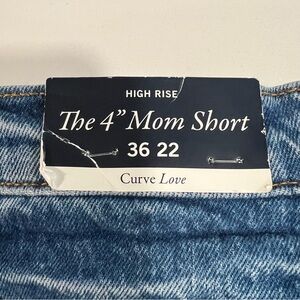 HIGH RISE
The 4" Mom Short
36 22
Curve Love